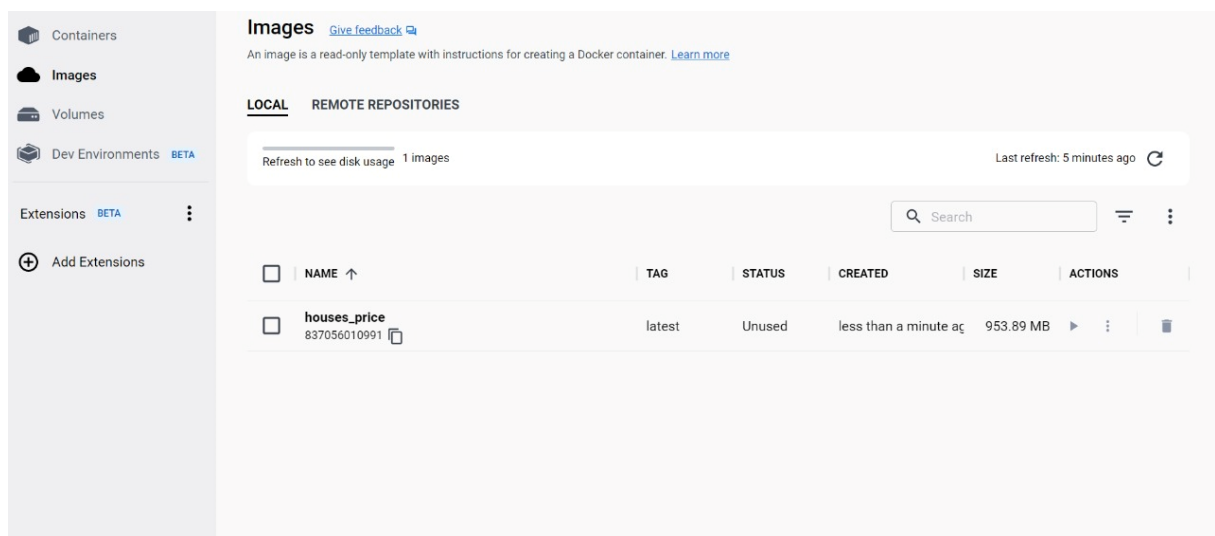 Containers
Images
Volumes
Dev Environments BETA
Extensions BETA
Add Extensions
Images Give feedback
An image is a read-only template with instructions for creating a Docker container. Learn more
LOCAL REMOTE REPOSITORIES
Refresh to see disk usage 1 images Last refresh: 5 minutes ago
Search
NAME TAG STATUS CREATED SIZE ACTIONS
houses_price latest Unused less than a minute ag 953.89 MB
837056010991